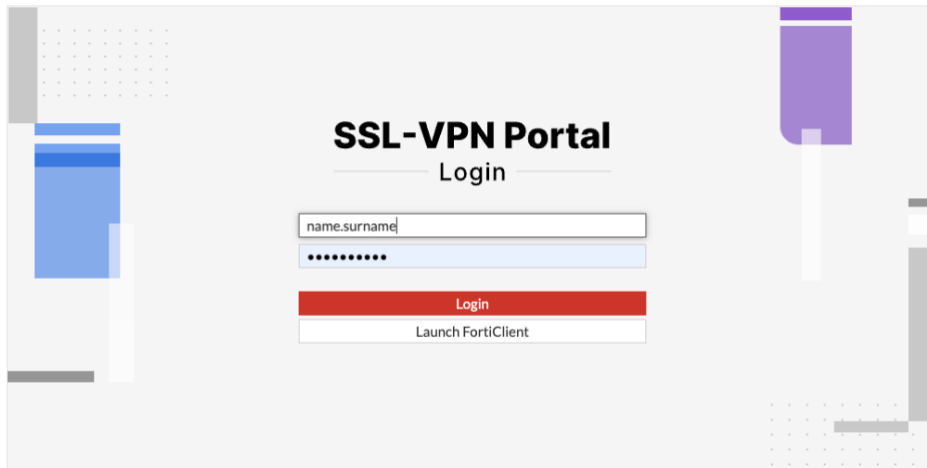 SSL-VPN Portal
Login
name.surname
••••••••••
Login
Launch FortiClient